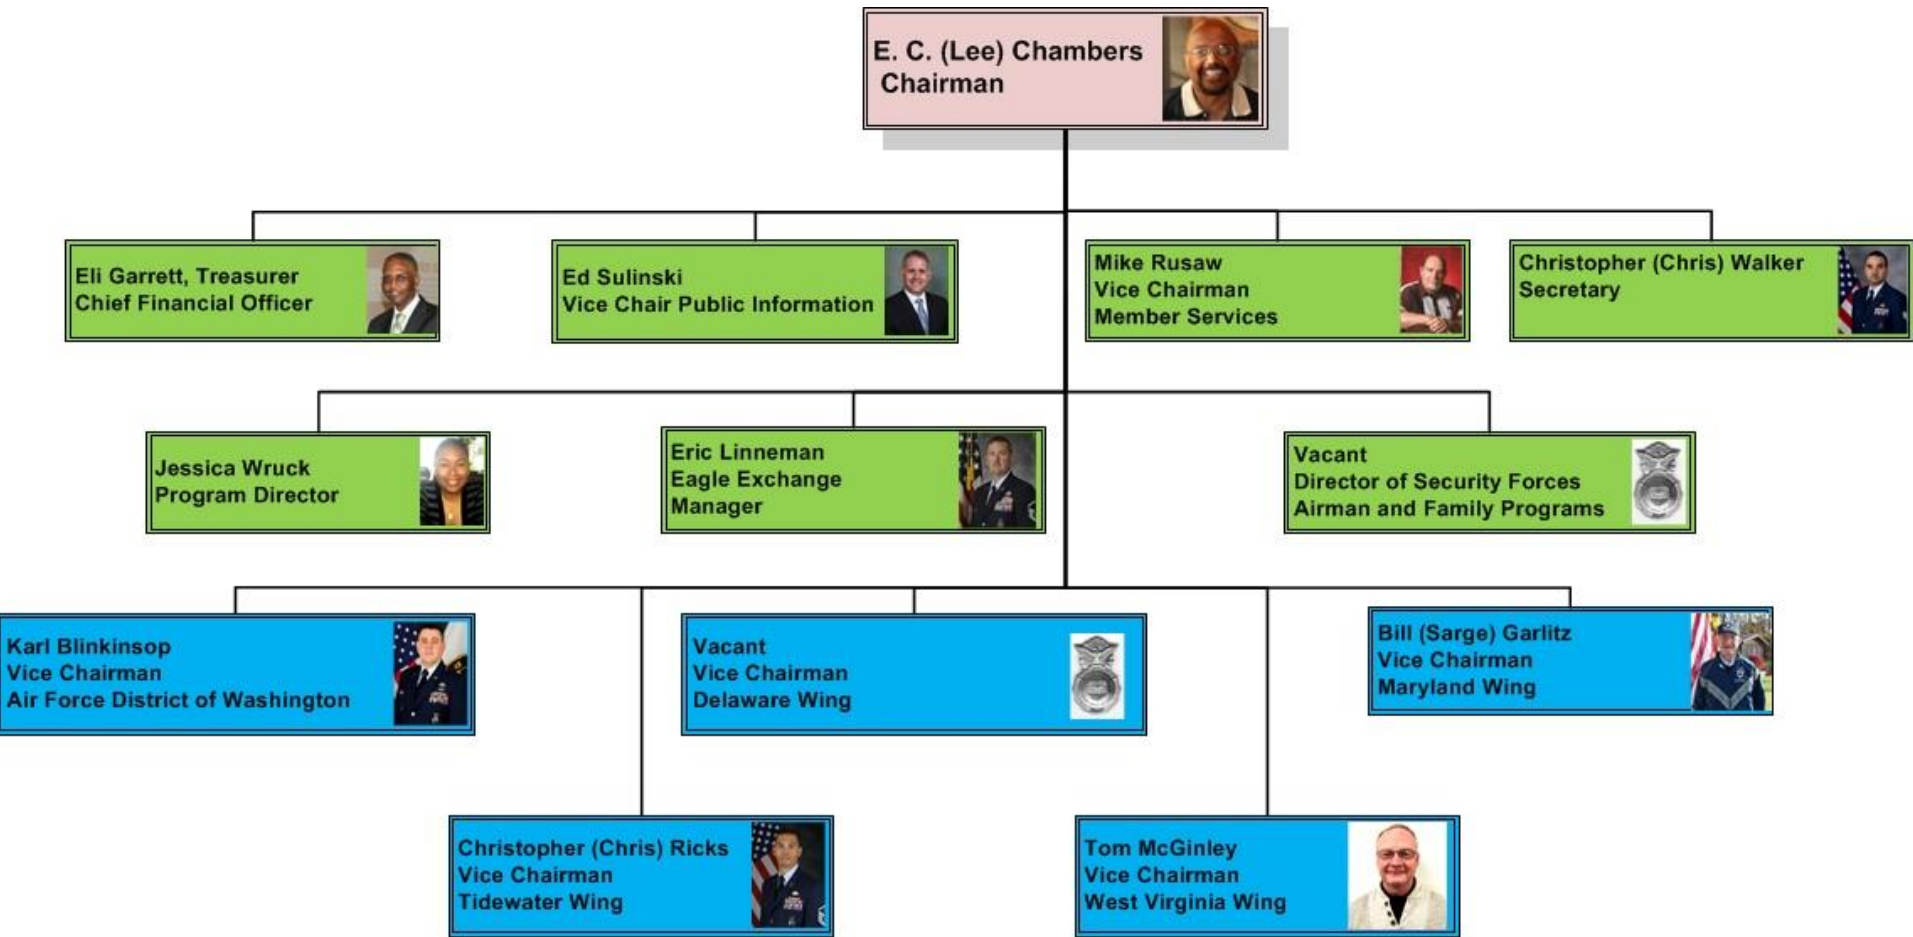 E. C. (Lee) Chambers
Chairman
Eli Garrett, Treasurer
Chief Financial Officer
Ed Sulinski
Vice Chair Public Information
Mike Rusaw
Vice Chairman
Member Services
Christopher (Chris) Walker
Secretary
Jessica Wruck
Program Director
Eric Linneman
Eagle Exchange
Manager
Vacant
Director of Security Forces
Airman and Family Programs
Karl Blinkinsop
Vice Chairman
Air Force District of Washington
Vacant
Vice Chairman
Delaware Wing
Bill (Sarge) Garlitz
Vice Chairman
Maryland Wing
Christopher (Chris) Ricks
Vice Chairman
Tidewater Wing
Tom McGinley
Vice Chairman
West Virginia Wing